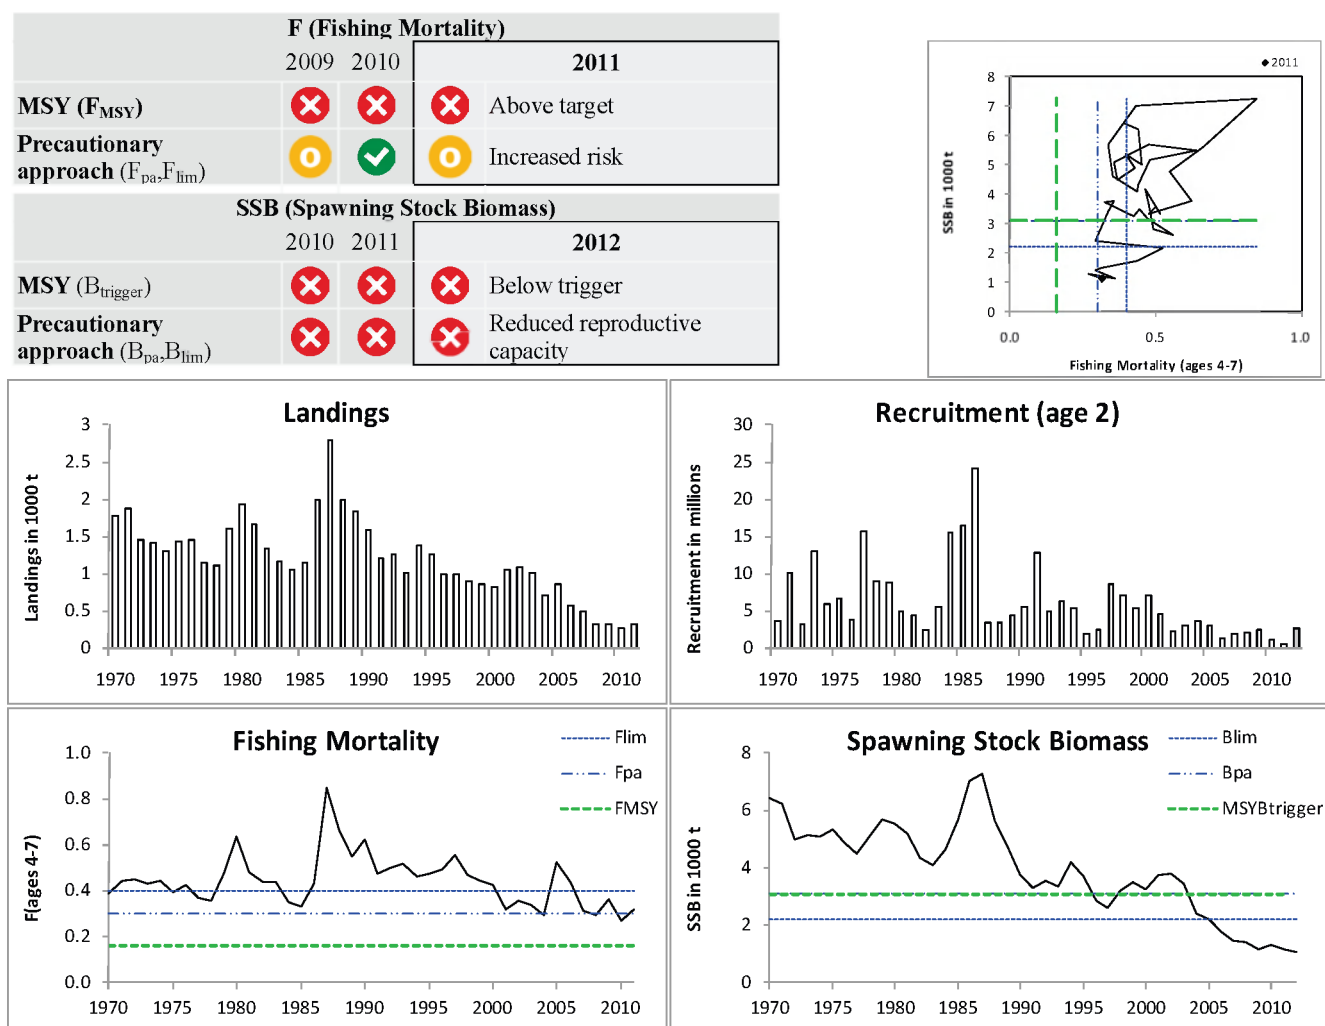 F (Fishing Mortality)
2009 2010 2011
MSY (FMSY) Above target
Precautionary
approach (Fpa,Flim) Increased risk
SSB (Spawning Stock Biomass)
2010 2011 2012
MSY (Btrigger) Below trigger
Precautionary
approach (Bpa,Blim) Reduced reproductive
capacity
2011
SSB in 1000 t
8
7
6
5
4
3
2
1
0
0.0 0.5 1.0
Fishing Mortality (ages 4-7)
Landings
Landings in 1000 t
3
2.5
2
1.5
1
0.5
0
1970 1975 1980 1985 1990 1995 2000 2005 2010
Recruitment (age 2)
Recruitment in millions
30
25
20
15
10
5
0
1970 1975 1980 1985 1990 1995 2000 2005 2010
Fishing Mortality
F(ages 4-7)
1.0
0.8
0.6
0.4
0.2
0.0
1970 1975 1980 1985 1990 1995 2000 2005 2010
Flim
Fpa
FMSY
Spawning Stock Biomass
SSB in 1000 t
8
6
4
2
0
1970 1975 1980 1985 1990 1995 2000 2005 2010
Blim
Bpa
MSYBtrigger